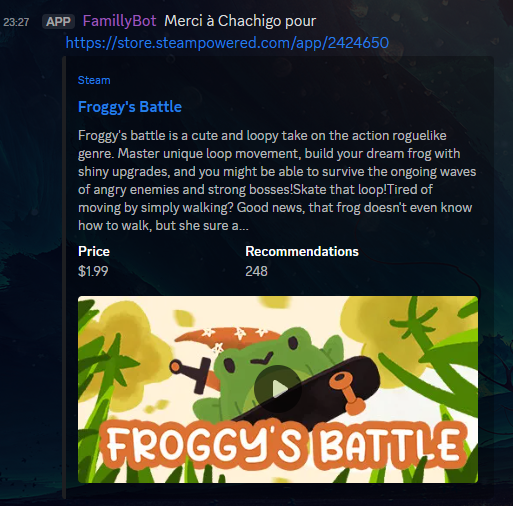 23:27 APP FamillyBot Merci à Chachigo pour
https://store.steampowered.com/app/2424650
Steam
Froggy's Battle
Froggy's battle is a cute and loopy take on the action roguelike
genre. Master unique loop movement, build your dream frog with
shiny upgrades, and you might be able to survive the ongoing waves
of angry enemies and strong bosses!Skate that loop!Tired of
moving by simply walking? Good news, that frog doesn't even know
how to walk, but she sure a...
Price Recommendations
$1.99 248
FROGGY'S BATTLE